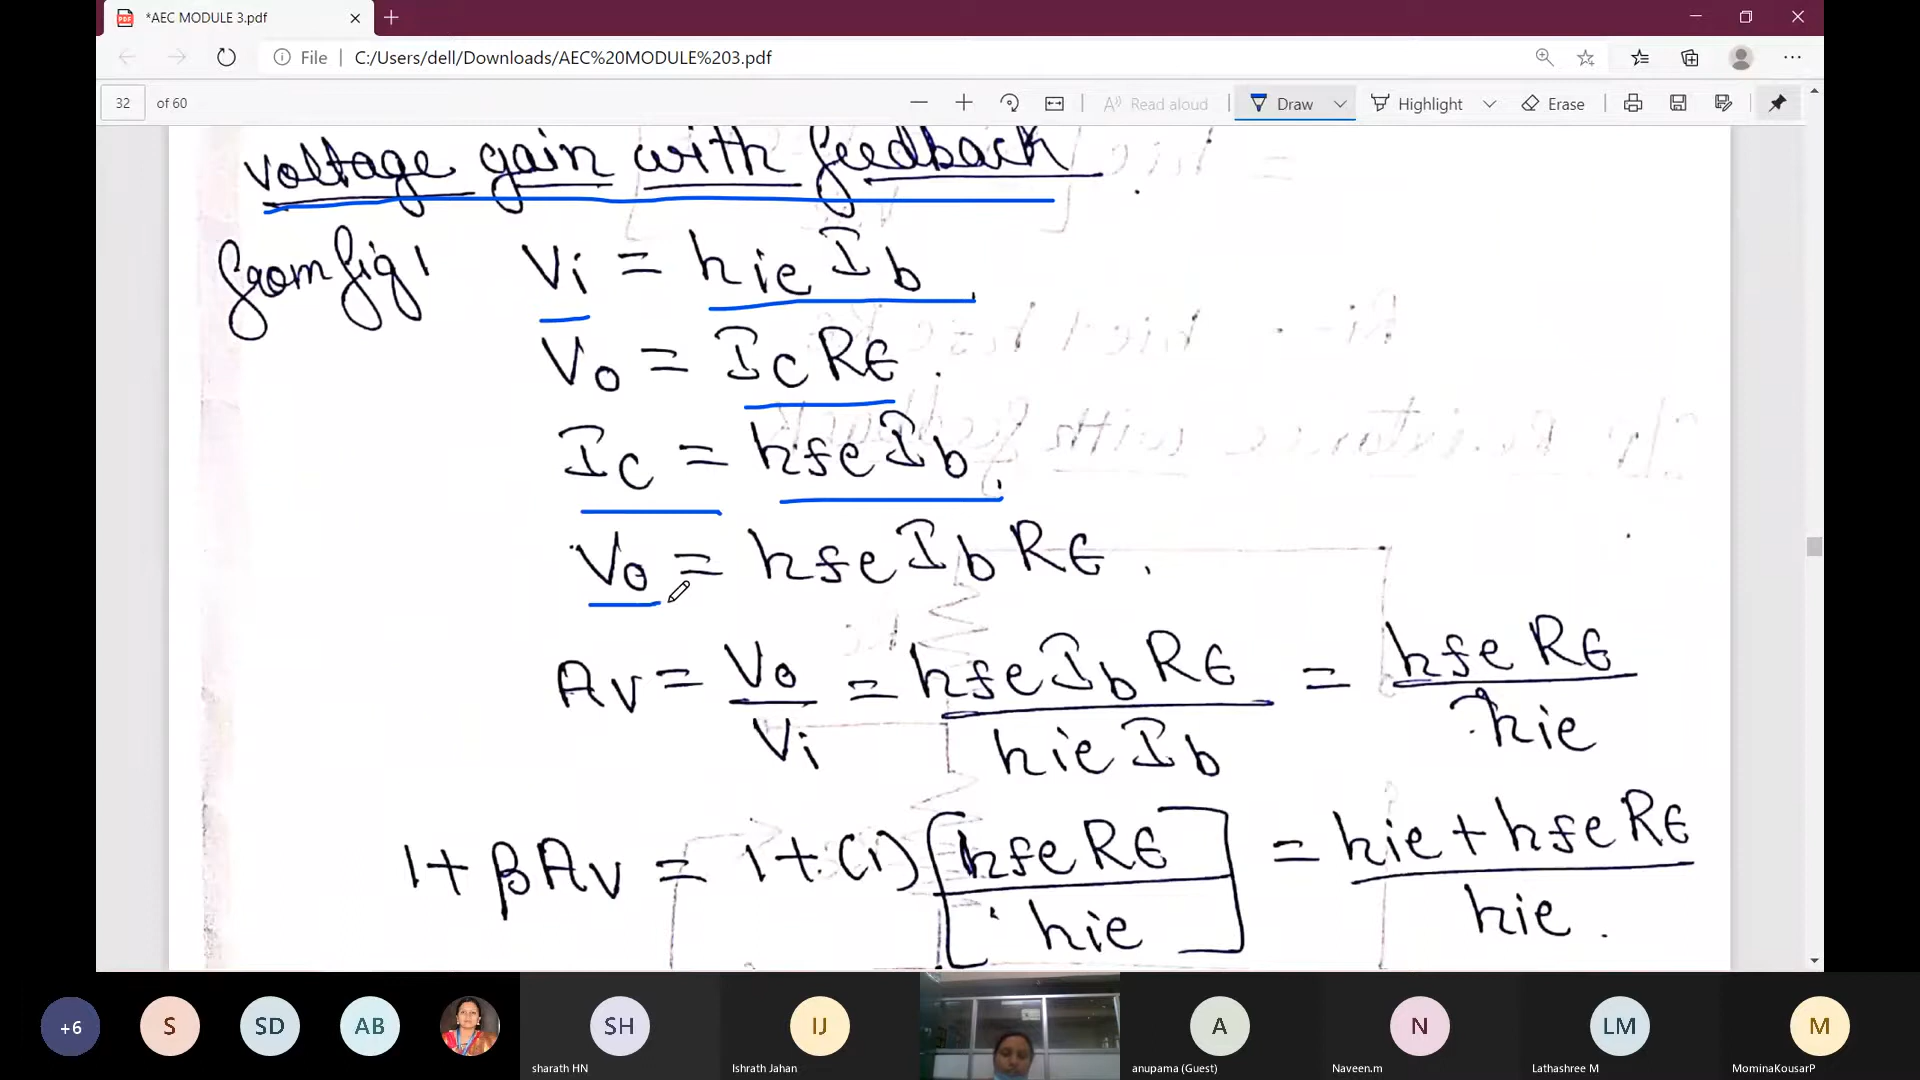 *AEC MODULE 3.pdf
File | C:/Users/dell/Downloads/AEC%20MODULE%203.pdf
32 of 60 Read aloud Draw Highlight Erase
voltage gain with feedback
from fig 1 Vi = hie Ib
Vo = Ic RE
Ic = hfe Ib
Vo = hfe Ib RE
Av = Vo / Vi = hfe Ib RE / hie Ib = hfe RE / hie
1 + βAv = 1 + (1) [hfe RE / hie] = hie + hfe RE / hie
+6 S SD AB SH IJ A N LM M
sharath HN Ishrath Jahan anupama (Guest) Naveen.m Lathashree M MominaKousarP